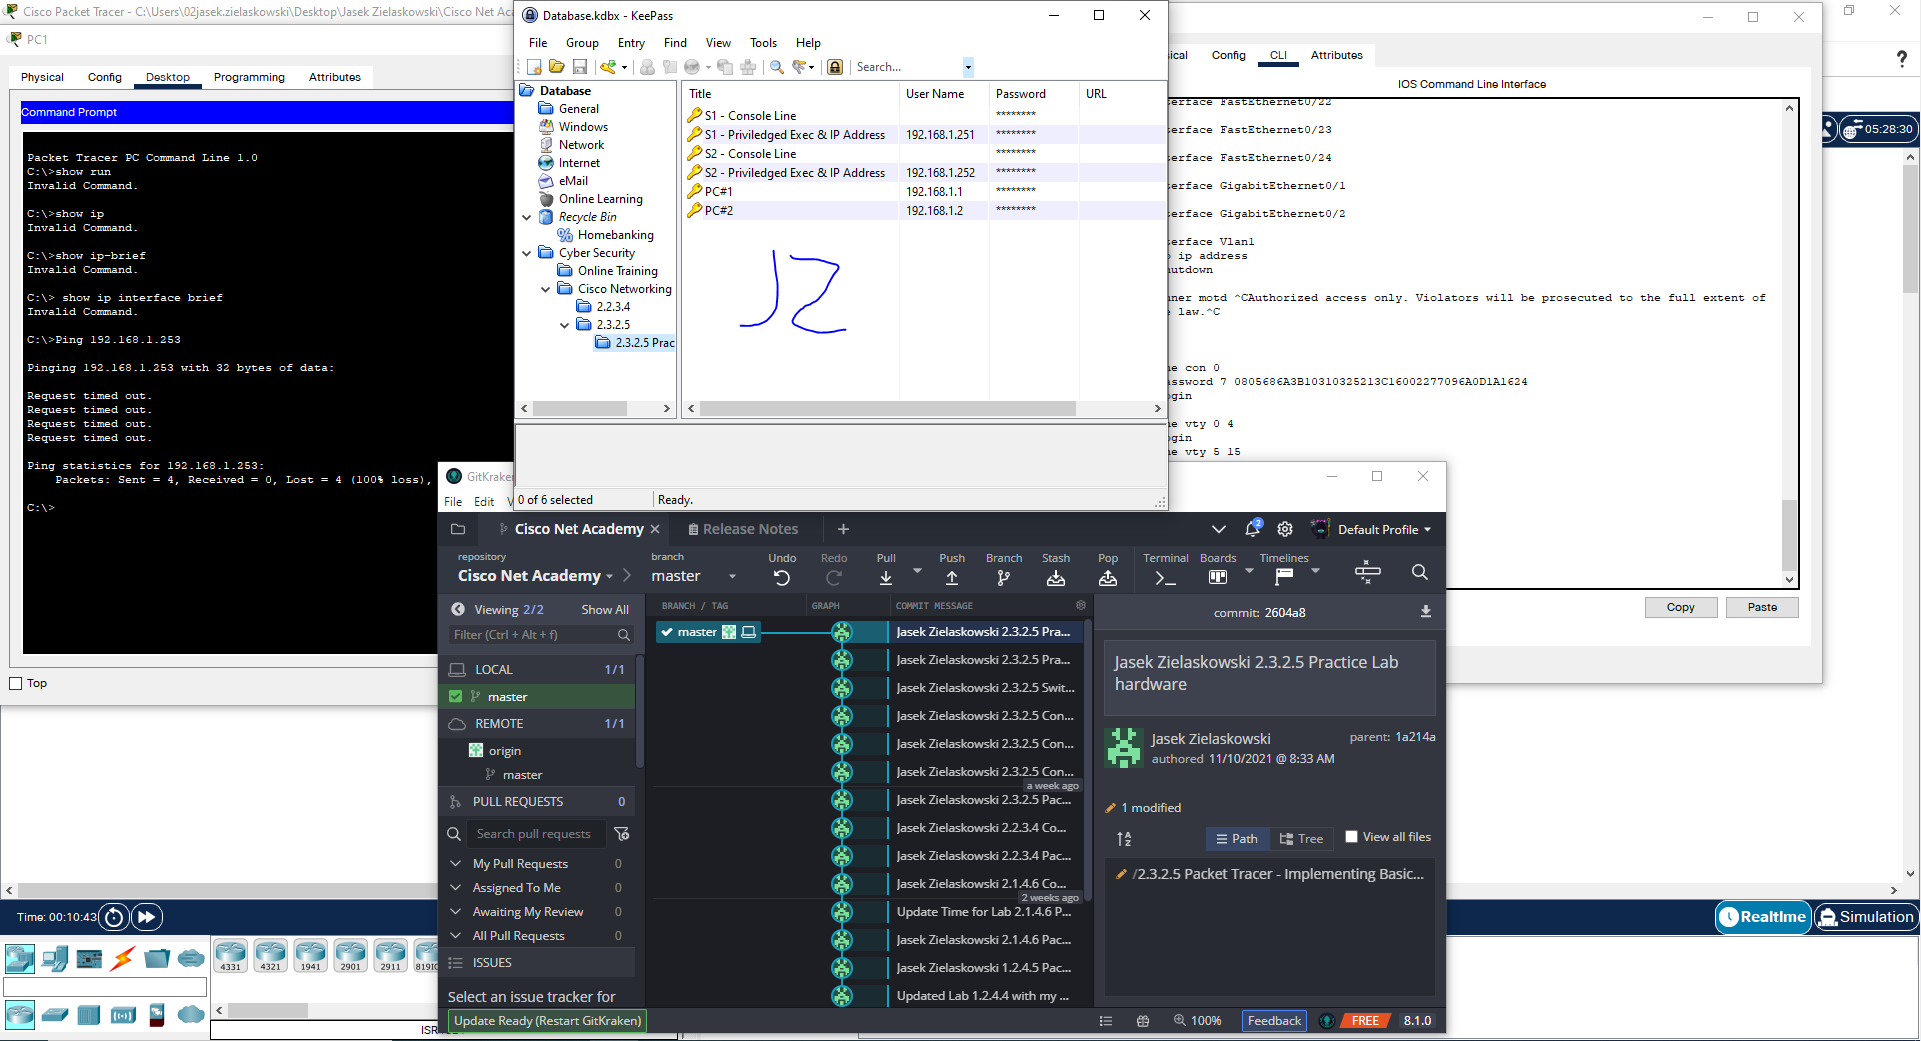 Cisco Packet Tracer - C:\Users\02jasek.zielaskowski\Desktop\Jasek Zielaskowski\Cisco Net Aca
PC1
Physical Config Desktop Programming Attributes
Command Prompt
Packet Tracer PC Command Line 1.0
C:\>show run
Invalid Command.
C:\>show ip
Invalid Command.
C:\>show ip-brief
Invalid Command.
C:\> show ip interface brief
Invalid Command.
C:\>Ping 192.168.1.253
Pinging 192.168.1.253 with 32 bytes of data:
Request timed out.
Request timed out.
Request timed out.
Request timed out.
Ping statistics for 192.168.1.253:
Packets: Sent = 4, Received = 0, Lost = 4 (100% loss),
C:\>
Top
Database.kdbx - KeePass
File Group Entry Find View Tools Help
Search...
Database
General
Windows
Network
Internet
eMail
Online Learning
Recycle Bin
Homebanking
Cyber Security
Online Training
Cisco Networking
2.2.3.4
2.3.2.5
2.3.2.5 Prac
Title User Name Password URL
S1 - Console Line ********
S1 - Priviledged Exec & IP Address 192.168.1.251 ********
S2 - Console Line ********
S2 - Priviledged Exec & IP Address 192.168.1.252 ********
PC#1 192.168.1.1 ********
PC#2 192.168.1.2 ********
JZ
0 of 6 selected Ready.
ical Config CLI Attributes
IOS Command Line Interface
erface FastEthernet0/22
erface FastEthernet0/23
erface FastEthernet0/24
erface GigabitEthernet0/1
erface GigabitEthernet0/2
erface Vlan1
ip address
utdown
ner motd ^CAuthorized access only. Violators will be prosecuted to the full extent of
law.^C
e con 0
assword 7 0805686A3B10310325213C16002277096A0D1A1624
ogin
e vty 0 4
ogin
e vty 5 15
Copy Paste
?
05:28:30
GitKraken
File Edit V
Cisco Net Academy Release Notes +
2 Default Profile
repository
Cisco Net Academy
branch
master
Undo Redo Pull Push Branch Stash Pop Terminal Boards Timelines
Viewing 2/2 Show All
Filter (Ctrl + Alt + f)
LOCAL 1/1
master
REMOTE 1/1
origin
master
PULL REQUESTS 0
Search pull requests
My Pull Requests 0
Assigned To Me 0
Awaiting My Review 0
All Pull Requests 0
ISSUES
Select an issue tracker for
Update Ready (Restart GitKraken)
BRANCH / TAG GRAPH COMMIT MESSAGE
master
Jasek Zielaskowski 2.3.2.5 Pra...
Jasek Zielaskowski 2.3.2.5 Pra...
Jasek Zielaskowski 2.3.2.5 Swit...
Jasek Zielaskowski 2.3.2.5 Con...
Jasek Zielaskowski 2.3.2.5 Con...
Jasek Zielaskowski 2.3.2.5 Con...
a week ago
Jasek Zielaskowski 2.3.2.5 Pac...
Jasek Zielaskowski 2.2.3.4 Co...
Jasek Zielaskowski 2.2.3.4 Pac...
Jasek Zielaskowski 2.1.4.6 Co...
2 weeks ago
Update Time for Lab 2.1.4.6 P...
Jasek Zielaskowski 2.1.4.6 Pac...
Jasek Zielaskowski 1.2.4.5 Pac...
Updated Lab 1.2.4.4 with my ...
commit: 2604a8
Jasek Zielaskowski 2.3.2.5 Practice Lab
hardware
Jasek Zielaskowski
authored 11/10/2021 @ 8:33 AM
parent: 1a214a
1 modified
Path Tree View all files
/2.3.2.5 Packet Tracer - Implementing Basic...
100% Feedback FREE 8.1.0
Time: 00:10:43
Realtime Simulation
4331 4321 1941 2901 2911 819IO